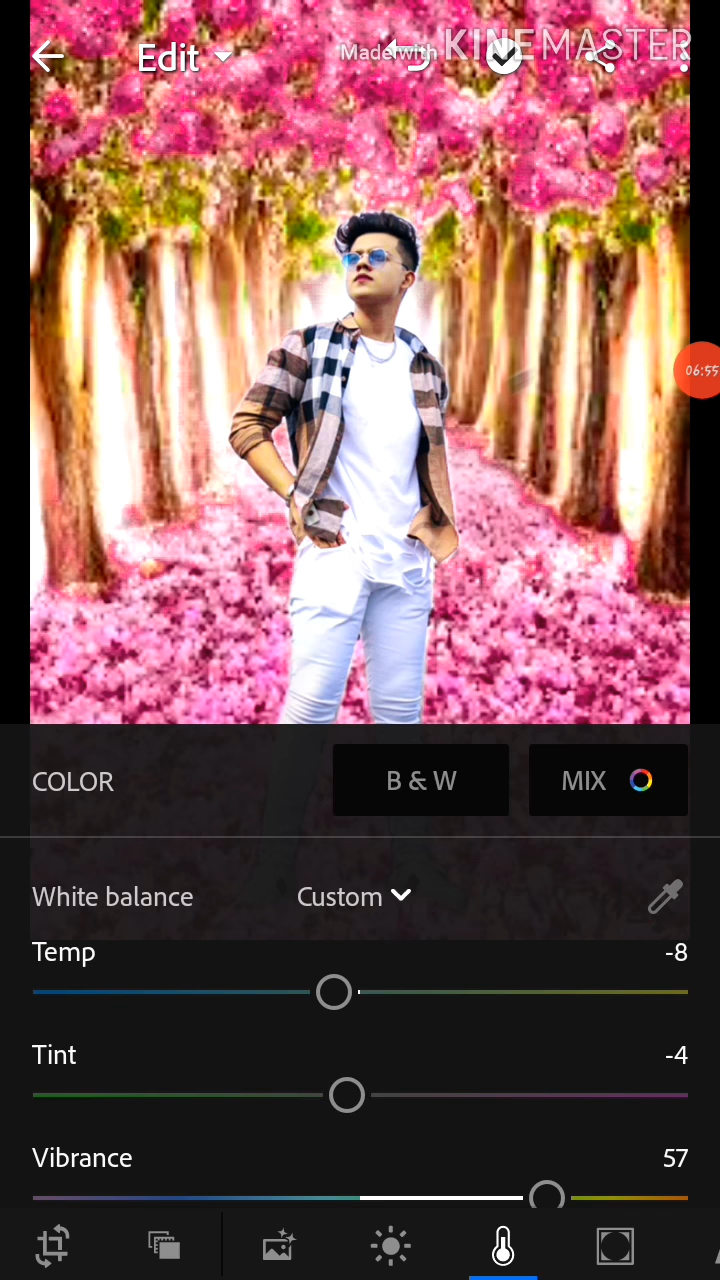 Edit
Made with KINEMASTER
06:55
COLOR
B & W
MIX
White balance
Custom
Temp
-8
Tint
-4
Vibrance
57